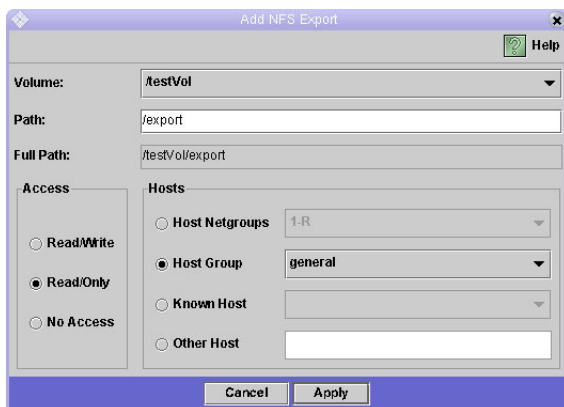 Add NFS Export
Help
Volume: /testVol
Path: /export
Full Path: /testVol/export
Access
Read/Write
Read/Only
No Access
Hosts
Host Netgroups 1-R
Host Group general
Known Host
Other Host
Cancel Apply